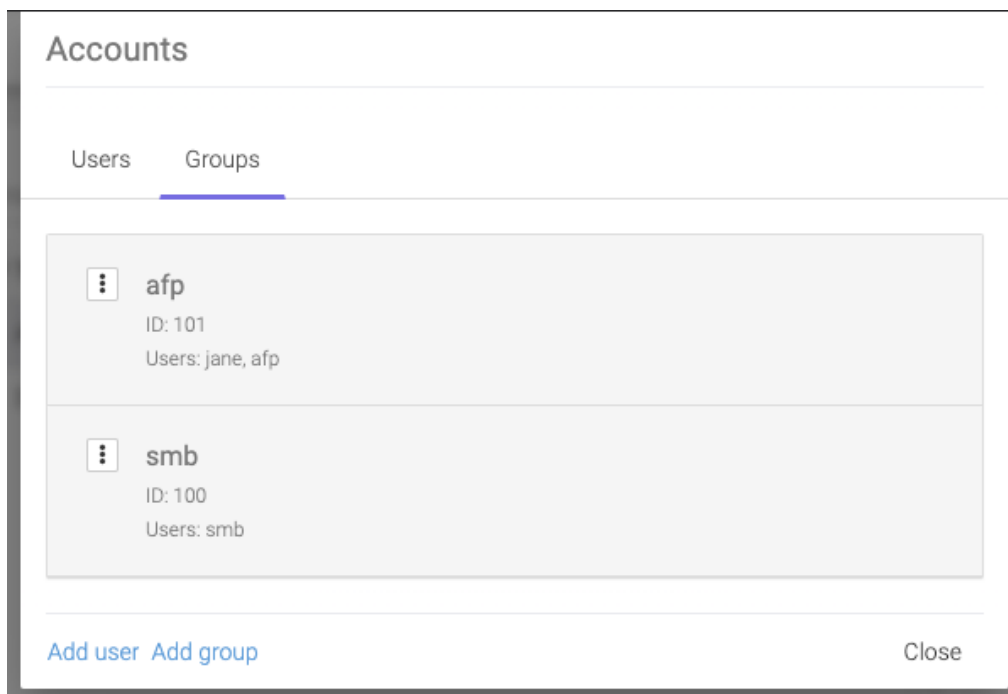 Accounts
Users Groups
afp
ID: 101
Users: jane, afp
smb
ID: 100
Users: smb
Add user Add group Close